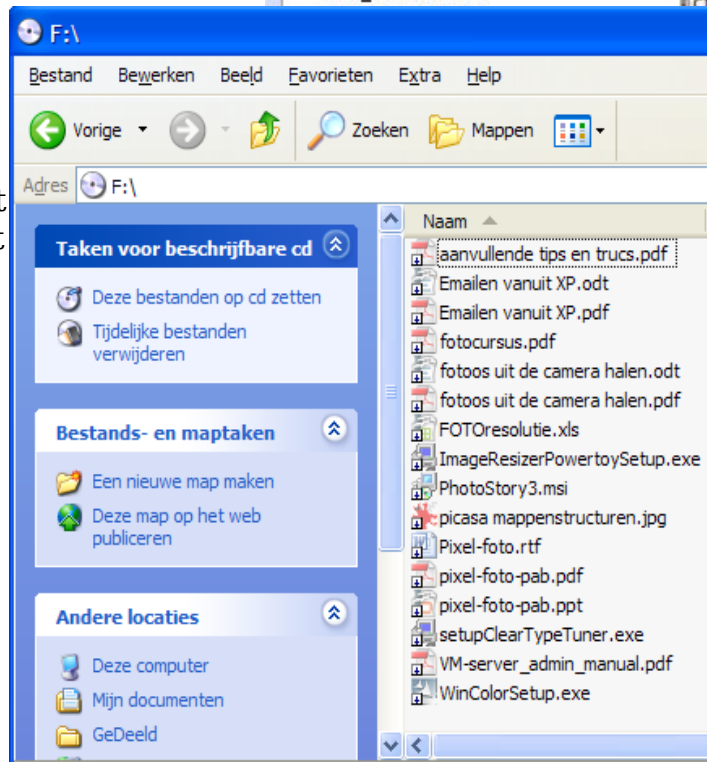 F:\
Bestand Bewerken Beeld Favorieten Extra Help
Vorige Zoeken Mappen
Adres F:\
t
t
Taken voor beschrijfbare cd
Deze bestanden op cd zetten
Tijdelijke bestanden
verwijderen
Bestands- en maptaken
Een nieuwe map maken
Deze map op het web
publiceren
Andere locaties
Deze computer
Mijn documenten
GeDeeld
Naam
aanvullende tips en trucs.pdf
Emailen vanuit XP.odt
Emailen vanuit XP.pdf
fotocursus.pdf
fotoos uit de camera halen.odt
fotoos uit de camera halen.pdf
FOTOresolutie.xls
ImageResizerPowertoySetup.exe
PhotoStory3.msi
picasa mappenstructuren.jpg
Pixel-foto.rtf
pixel-foto-pab.pdf
pixel-foto-pab.ppt
setupClearTypeTuner.exe
VM-server_admin_manual.pdf
WinColorSetup.exe